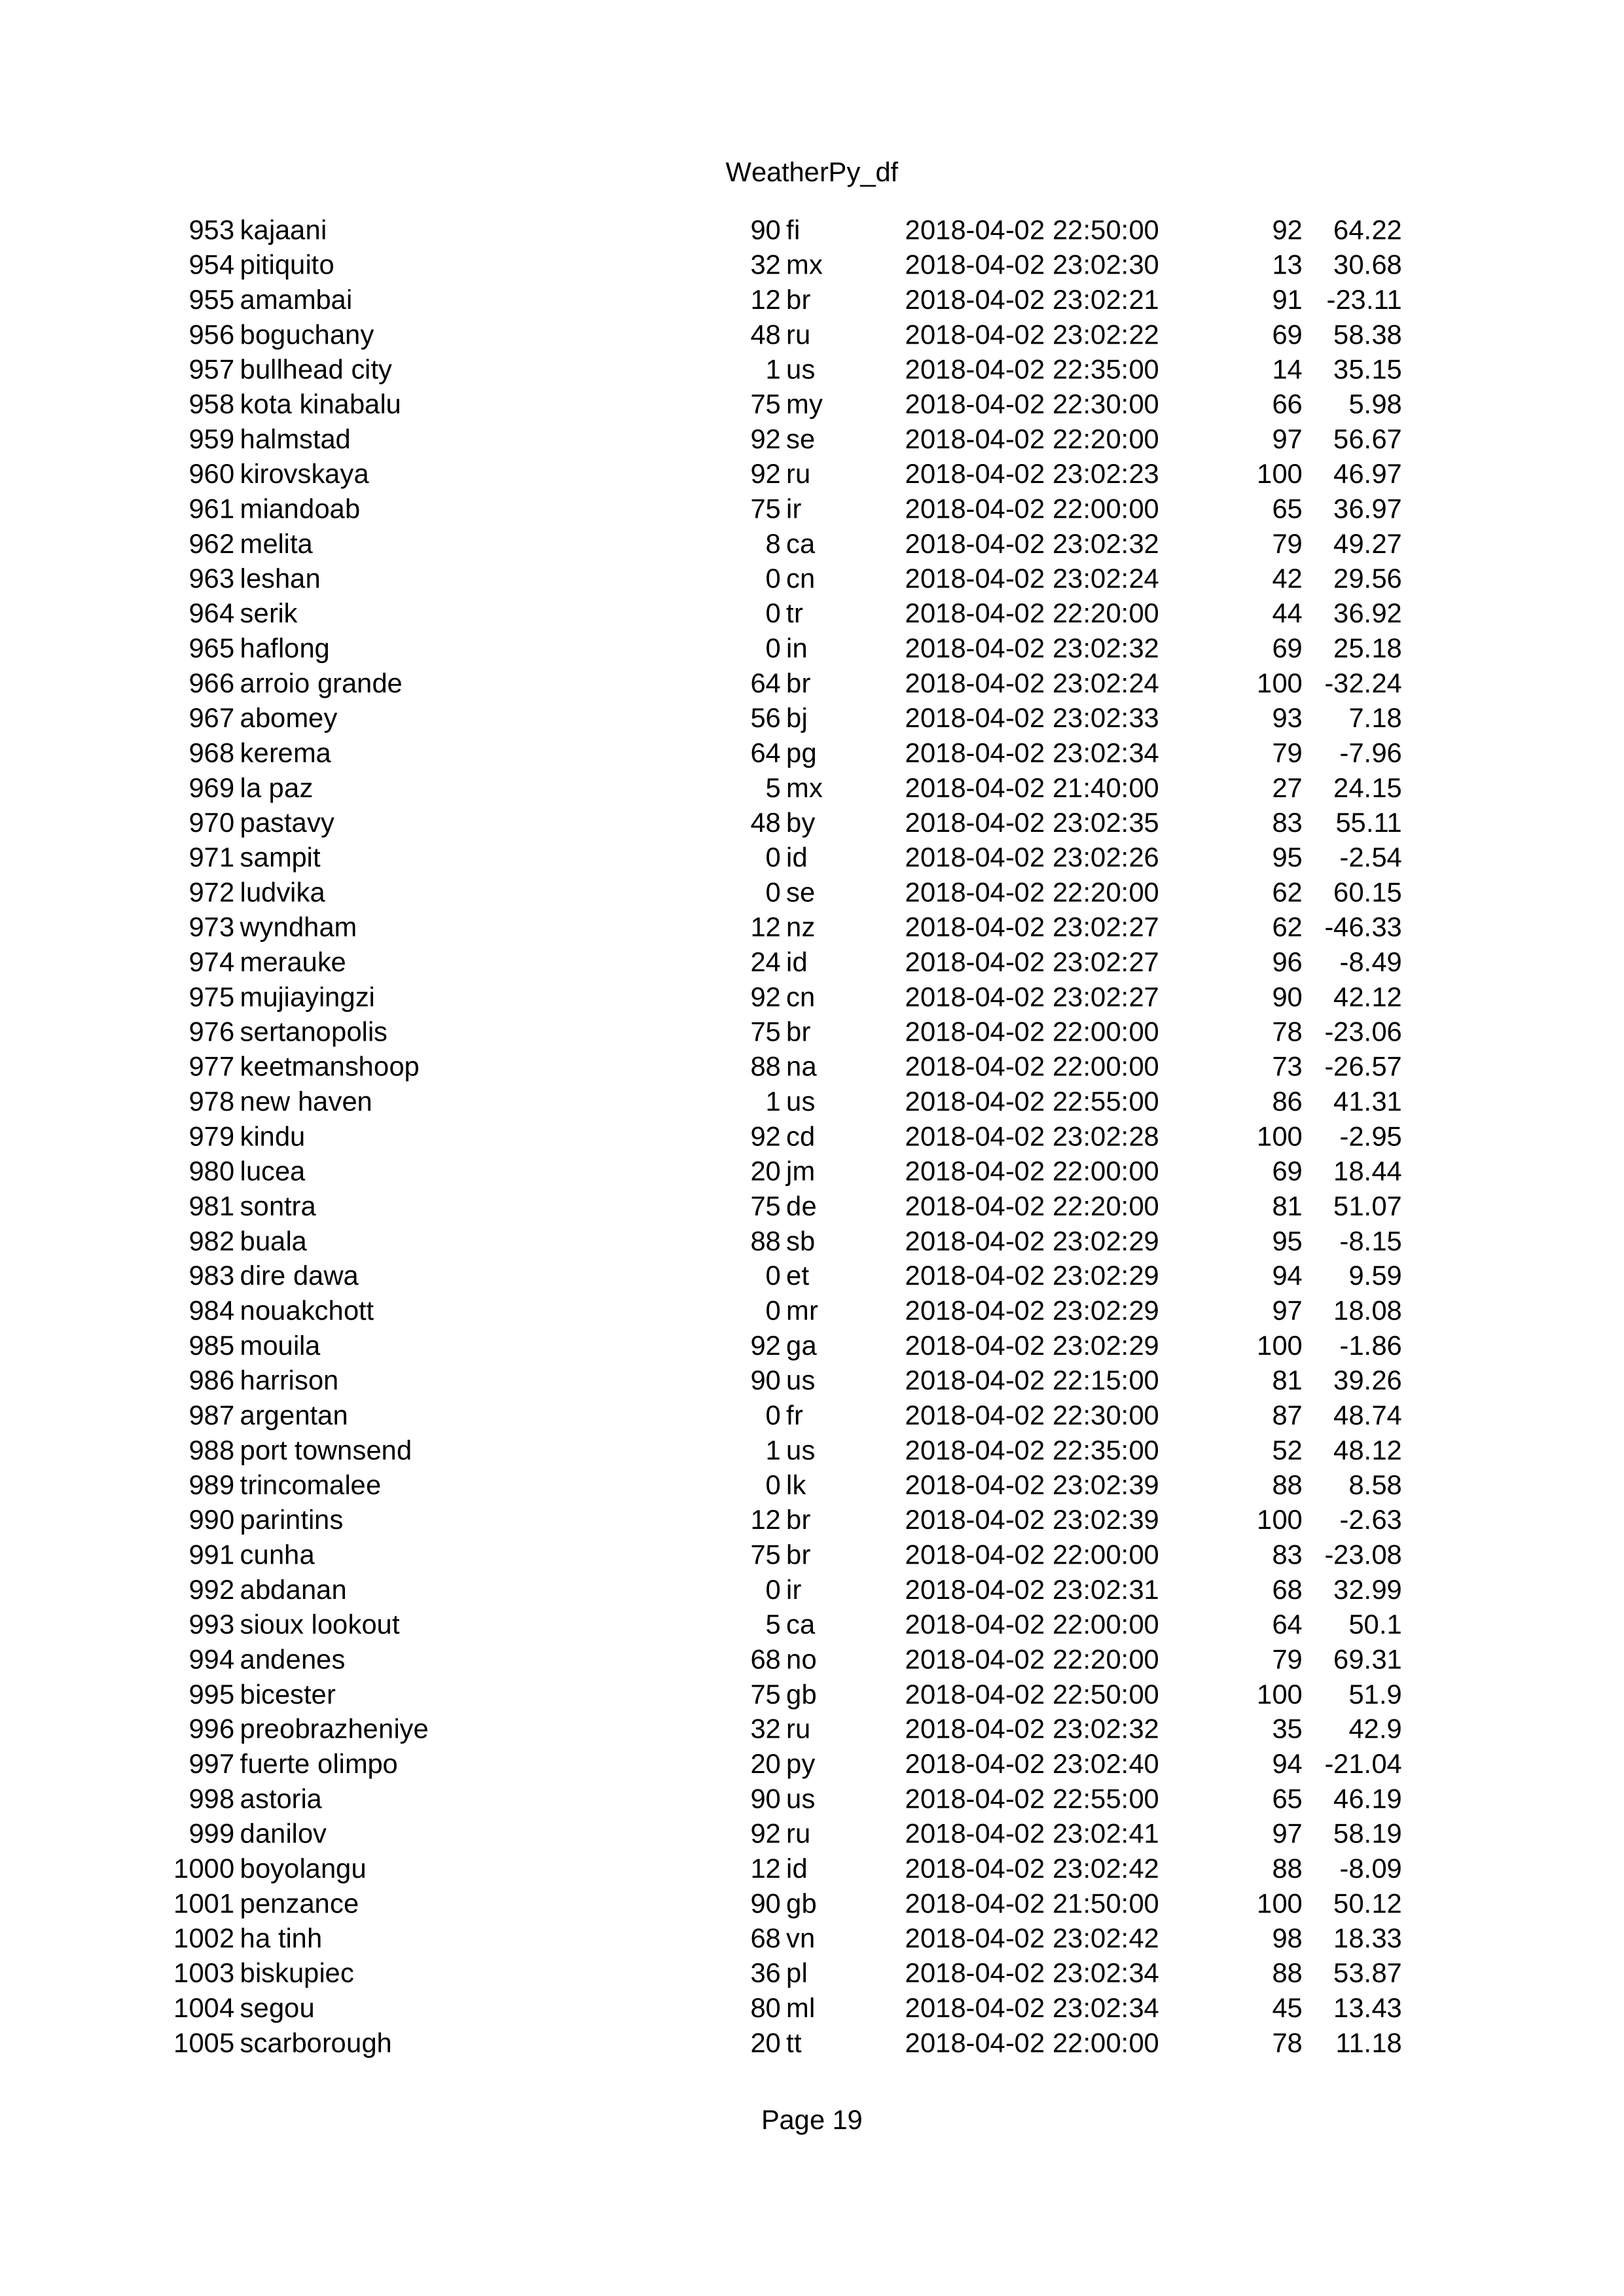 WeatherPy_df
953 kajaani 90 fi 2018-04-02 22:50:00 92 64.22
954 pitiquito 32 mx 2018-04-02 23:02:30 13 30.68
955 amambai 12 br 2018-04-02 23:02:21 91 -23.11
956 boguchany 48 ru 2018-04-02 23:02:22 69 58.38
957 bullhead city 1 us 2018-04-02 22:35:00 14 35.15
958 kota kinabalu 75 my 2018-04-02 22:30:00 66 5.98
959 halmstad 92 se 2018-04-02 22:20:00 97 56.67
960 kirovskaya 92 ru 2018-04-02 23:02:23 100 46.97
961 miandoab 75 ir 2018-04-02 22:00:00 65 36.97
962 melita 8 ca 2018-04-02 23:02:32 79 49.27
963 leshan 0 cn 2018-04-02 23:02:24 42 29.56
964 serik 0 tr 2018-04-02 22:20:00 44 36.92
965 haflong 0 in 2018-04-02 23:02:32 69 25.18
966 arroio grande 64 br 2018-04-02 23:02:24 100 -32.24
967 abomey 56 bj 2018-04-02 23:02:33 93 7.18
968 kerema 64 pg 2018-04-02 23:02:34 79 -7.96
969 la paz 5 mx 2018-04-02 21:40:00 27 24.15
970 pastavy 48 by 2018-04-02 23:02:35 83 55.11
971 sampit 0 id 2018-04-02 23:02:26 95 -2.54
972 ludvika 0 se 2018-04-02 22:20:00 62 60.15
973 wyndham 12 nz 2018-04-02 23:02:27 62 -46.33
974 merauke 24 id 2018-04-02 23:02:27 96 -8.49
975 mujiayingzi 92 cn 2018-04-02 23:02:27 90 42.12
976 sertanopolis 75 br 2018-04-02 22:00:00 78 -23.06
977 keetmanshoop 88 na 2018-04-02 22:00:00 73 -26.57
978 new haven 1 us 2018-04-02 22:55:00 86 41.31
979 kindu 92 cd 2018-04-02 23:02:28 100 -2.95
980 lucea 20 jm 2018-04-02 22:00:00 69 18.44
981 sontra 75 de 2018-04-02 22:20:00 81 51.07
982 buala 88 sb 2018-04-02 23:02:29 95 -8.15
983 dire dawa 0 et 2018-04-02 23:02:29 94 9.59
984 nouakchott 0 mr 2018-04-02 23:02:29 97 18.08
985 mouila 92 ga 2018-04-02 23:02:29 100 -1.86
986 harrison 90 us 2018-04-02 22:15:00 81 39.26
987 argentan 0 fr 2018-04-02 22:30:00 87 48.74
988 port townsend 1 us 2018-04-02 22:35:00 52 48.12
989 trincomalee 0 lk 2018-04-02 23:02:39 88 8.58
990 parintins 12 br 2018-04-02 23:02:39 100 -2.63
991 cunha 75 br 2018-04-02 22:00:00 83 -23.08
992 abdanan 0 ir 2018-04-02 23:02:31 68 32.99
993 sioux lookout 5 ca 2018-04-02 22:00:00 64 50.1
994 andenes 68 no 2018-04-02 22:20:00 79 69.31
995 bicester 75 gb 2018-04-02 22:50:00 100 51.9
996 preobrazheniye 32 ru 2018-04-02 23:02:32 35 42.9
997 fuerte olimpo 20 py 2018-04-02 23:02:40 94 -21.04
998 astoria 90 us 2018-04-02 22:55:00 65 46.19
999 danilov 92 ru 2018-04-02 23:02:41 97 58.19
1000 boyolangu 12 id 2018-04-02 23:02:42 88 -8.09
1001 penzance 90 gb 2018-04-02 21:50:00 100 50.12
1002 ha tinh 68 vn 2018-04-02 23:02:42 98 18.33
1003 biskupiec 36 pl 2018-04-02 23:02:34 88 53.87
1004 segou 80 ml 2018-04-02 23:02:34 45 13.43
1005 scarborough 20 tt 2018-04-02 22:00:00 78 11.18
Page 19